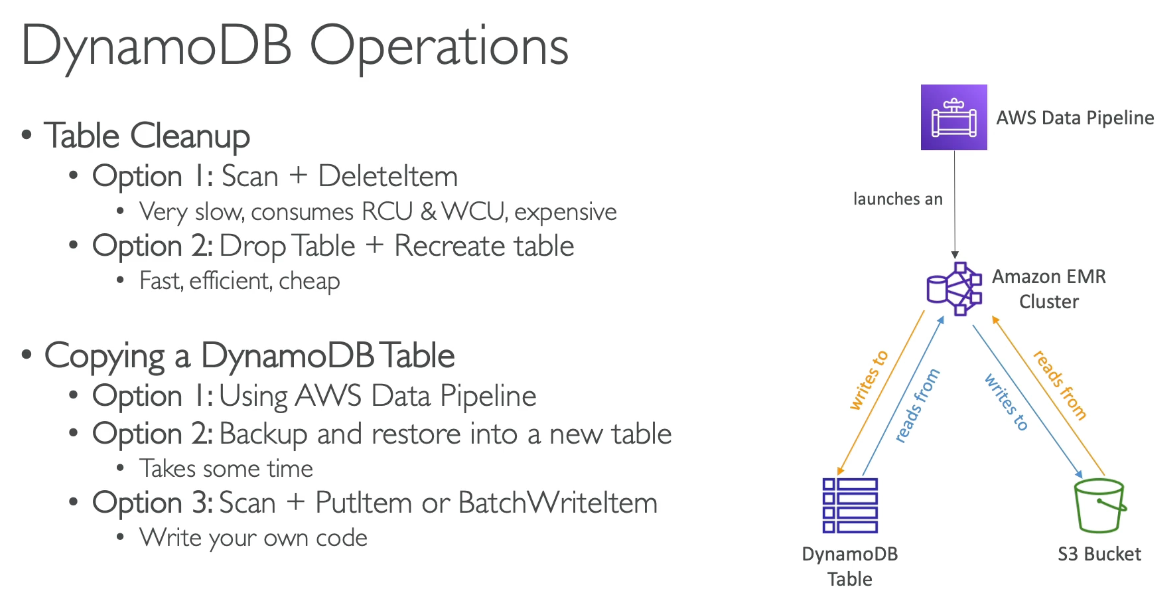 DynamoDB Operations
• Table Cleanup
• Option 1: Scan + DeleteItem
• Very slow, consumes RCU & WCU, expensive
• Option 2: Drop Table + Recreate table
• Fast, efficient, cheap
• Copying a DynamoDB Table
• Option 1: Using AWS Data Pipeline
• Option 2: Backup and restore into a new table
• Takes some time
• Option 3: Scan + PutItem or BatchWriteItem
• Write your own code
AWS Data Pipeline
launches an
Amazon EMR
Cluster
writes to
reads from
writes to
reads from
DynamoDB
Table
S3 Bucket